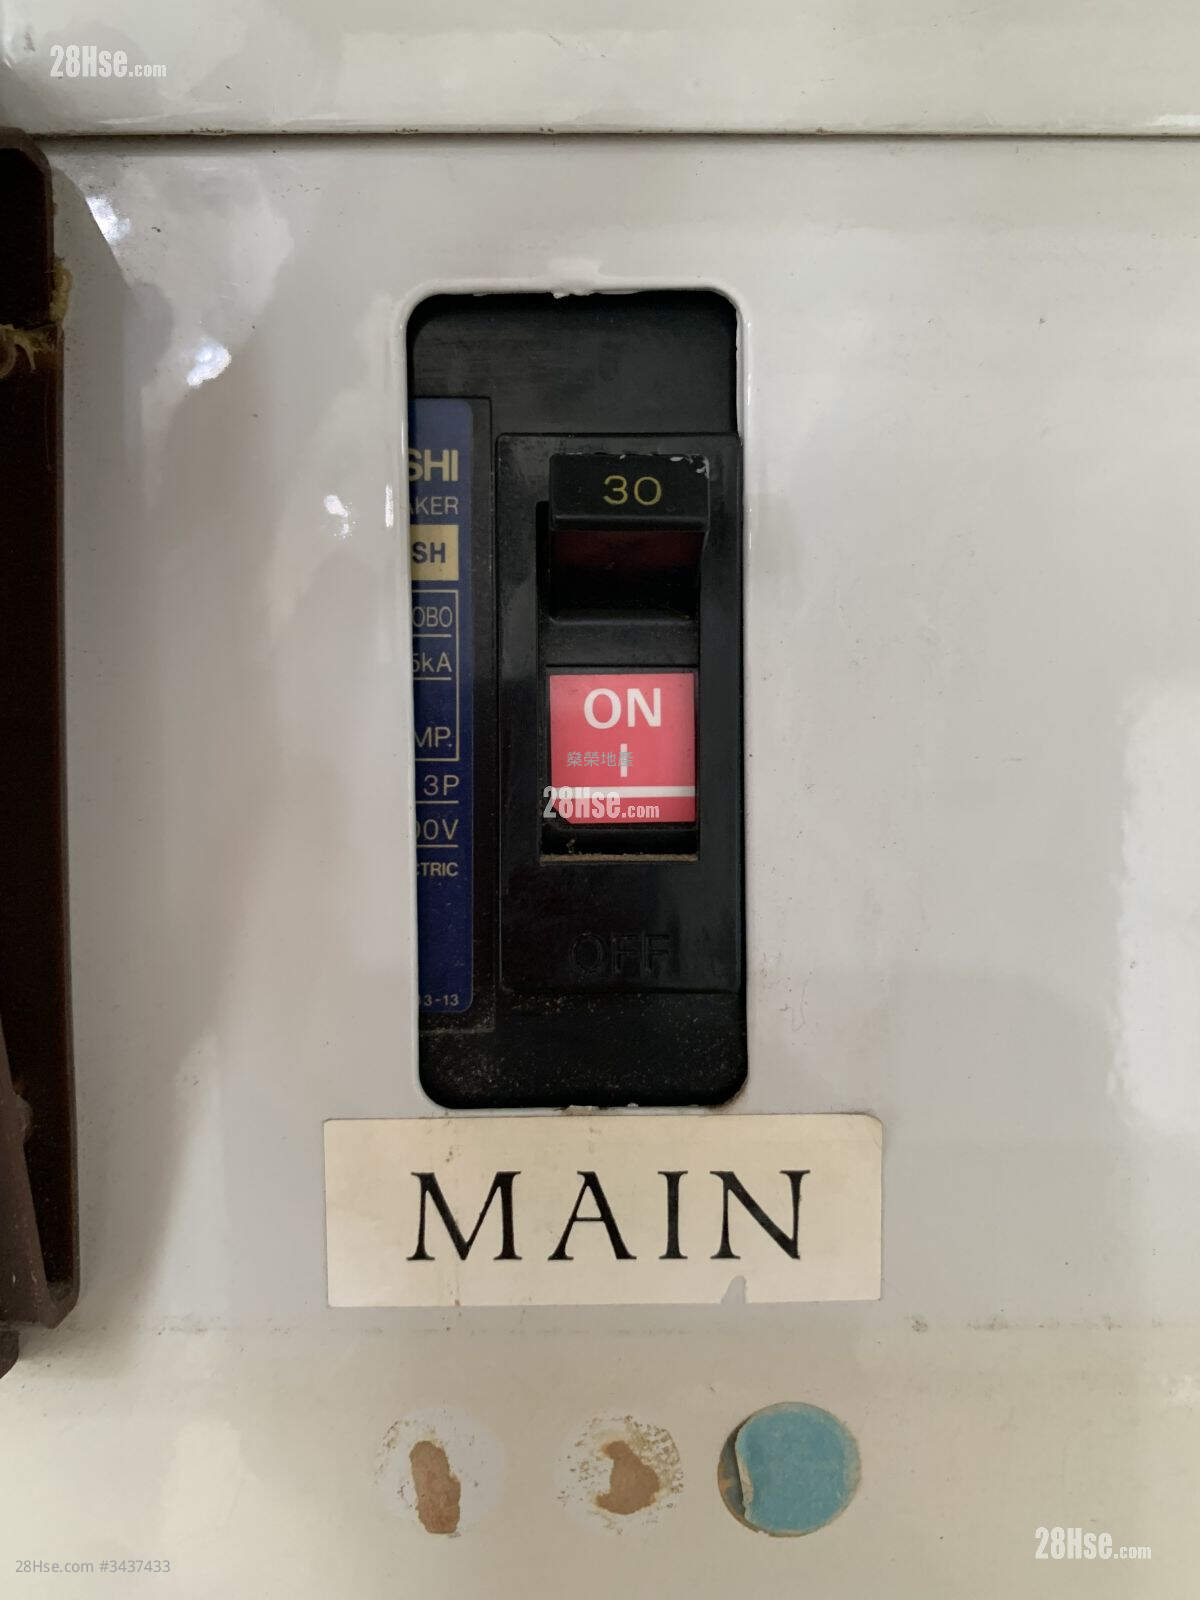 28Hse.com
SHI
AKER
SH
30
OBO
5kA
ON
MP.
燊榮地產
3P
28Hse.com
00V
CTRIC
OFF
3-13
MAIN
28Hse.com
28Hse.com #3437433